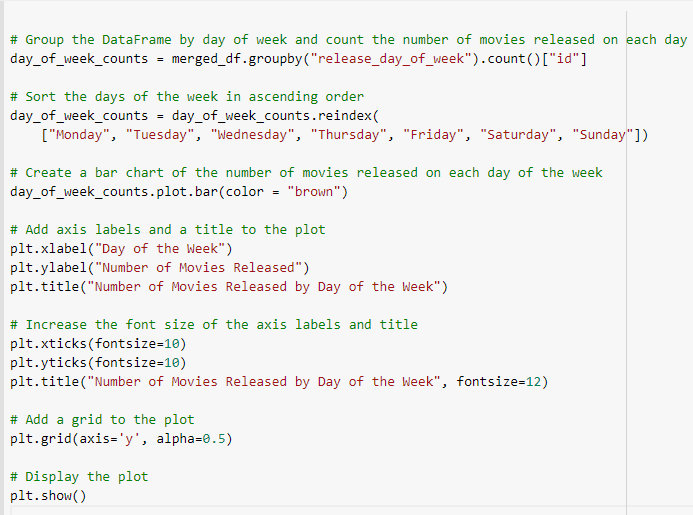 # Group the DataFrame by day of week and count the number of movies released on each day
day_of_week_counts = merged_df.groupby("release_day_of_week").count()["id"]
# Sort the days of the week in ascending order
day_of_week_counts = day_of_week_counts.reindex(
    ["Monday", "Tuesday", "Wednesday", "Thursday", "Friday", "Saturday", "Sunday"])
# Create a bar chart of the number of movies released on each day of the week
day_of_week_counts.plot.bar(color = "brown")
# Add axis labels and a title to the plot
plt.xlabel("Day of the Week")
plt.ylabel("Number of Movies Released")
plt.title("Number of Movies Released by Day of the Week")
# Increase the font size of the axis labels and title
plt.xticks(fontsize=10)
plt.yticks(fontsize=10)
plt.title("Number of Movies Released by Day of the Week", fontsize=12)
# Add a grid to the plot
plt.grid(axis='y', alpha=0.5)
# Display the plot
plt.show()